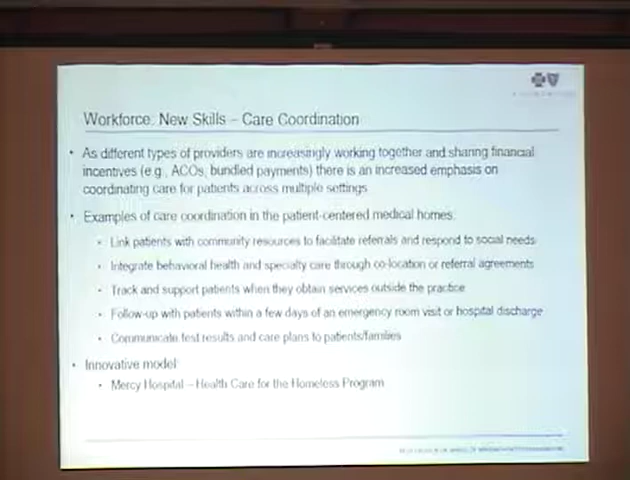 Workforce: New Skills – Care Coordination
• As different types of providers are increasingly working together and sharing financial
incentives (e.g., ACOs, bundled payments) there is an increased emphasis on
coordinating care for patients across multiple settings
• Examples of care coordination in the patient-centered medical homes:
• Link patients with community resources to facilitate referrals and respond to social needs
• Integrate behavioral health and specialty care through co-location or referral agreements
• Track and support patients when they obtain services outside the practice
• Follow-up with patients within a few days of an emergency room visit or hospital discharge
• Communicate test results and care plans to patients/families
• Innovative model:
• Mercy Hospital – Health Care for the Homeless Program